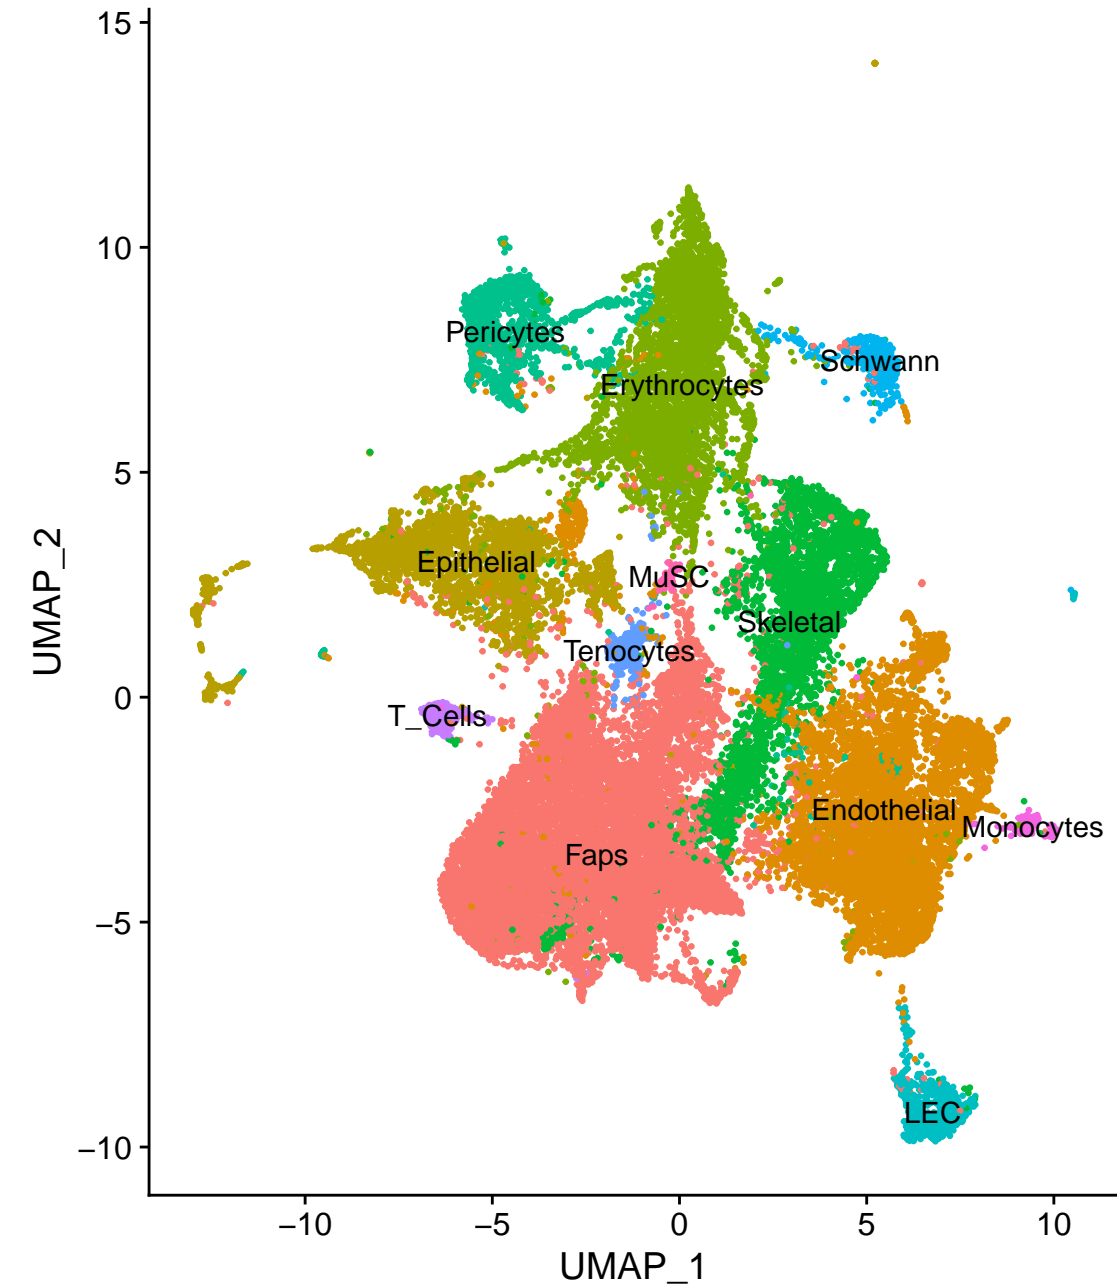 15
10
5
0
−5
−10
UMAP_2
Pericytes
Schwann
Erythrocytes
Epithelial
MuSC
Skeletal
Tenocytes
T_Cells
Endothelial
Monocytes
Faps
LEC
−10 −5 0 5 10
UMAP_1